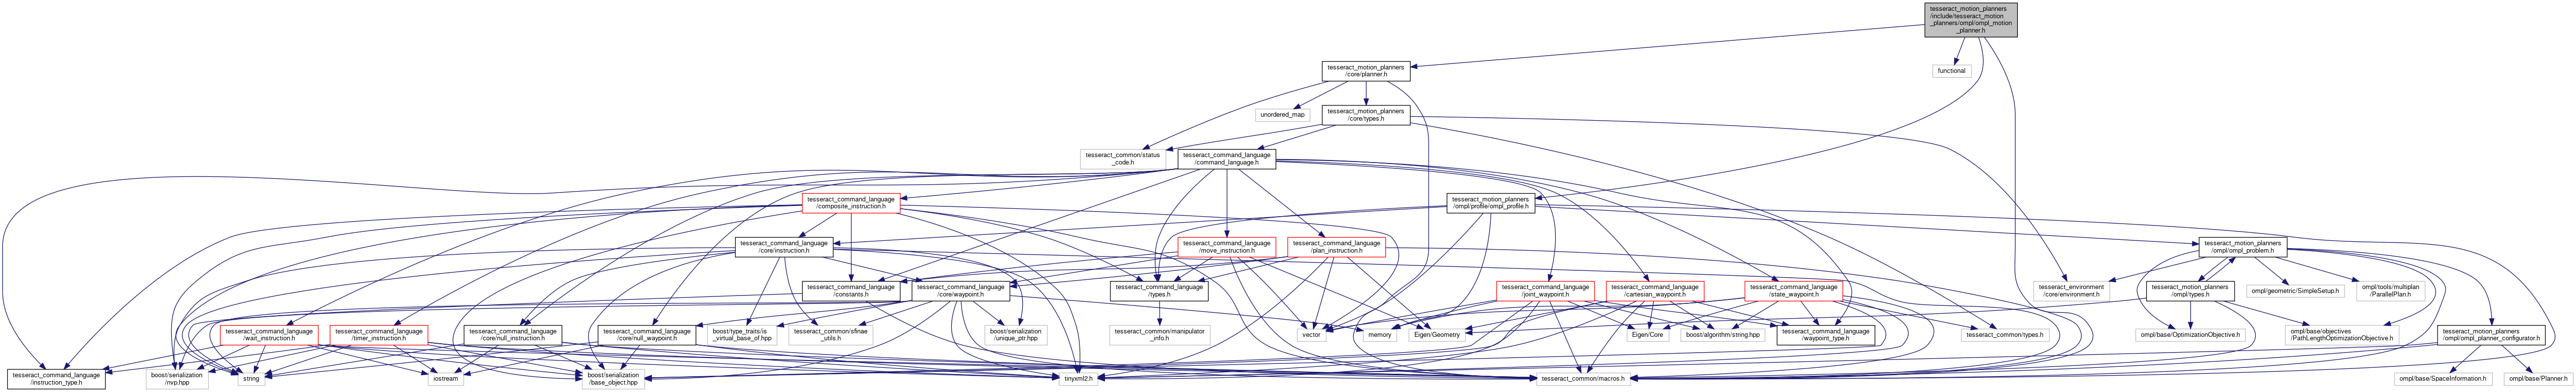 tesseract_motion_planners
/include/tesseract_motion
_planners/ompl/ompl_motion
_planner.h
tesseract_motion_planners
/core/planner.h
functional
unordered_map
tesseract_motion_planners
/core/types.h
tesseract_common/status
_code.h
tesseract_command_language
/command_language.h
tesseract_command_language
/composite_instruction.h
tesseract_motion_planners
/ompl/profile/ompl_profile.h
tesseract_command_language
/core/instruction.h
tesseract_command_language
/move_instruction.h
tesseract_command_language
/plan_instruction.h
tesseract_motion_planners
/ompl/ompl_problem.h
tesseract_command_language
/constants.h
tesseract_command_language
/core/waypoint.h
tesseract_command_language
/types.h
tesseract_command_language
/joint_waypoint.h
tesseract_command_language
/cartesian_waypoint.h
tesseract_command_language
/state_waypoint.h
tesseract_environment
/core/environment.h
tesseract_motion_planners
/ompl/types.h
ompl/geometric/SimpleSetup.h
ompl/tools/multiplan
/ParallelPlan.h
tesseract_command_language
/wait_instruction.h
tesseract_command_language
/timer_instruction.h
tesseract_command_language
/core/null_instruction.h
tesseract_command_language
/core/null_waypoint.h
boost/type_traits/is
_virtual_base_of.hpp
tesseract_common/sfinae
_utils.h
boost/serialization
/unique_ptr.hpp
tesseract_common/manipulator
_info.h
vector
memory
Eigen/Geometry
Eigen/Core
boost/algorithm/string.hpp
tesseract_command_language
/waypoint_type.h
tesseract_common/types.h
ompl/base/OptimizationObjective.h
ompl/base/objectives
/PathLengthOptimizationObjective.h
tesseract_motion_planners
/ompl/ompl_planner_configurator.h
tesseract_command_language
/instruction_type.h
boost/serialization
/nvp.hpp
string
iostream
boost/serialization
/base_object.hpp
tinyxml2.h
tesseract_common/macros.h
ompl/base/SpaceInformation.h
ompl/base/Planner.h